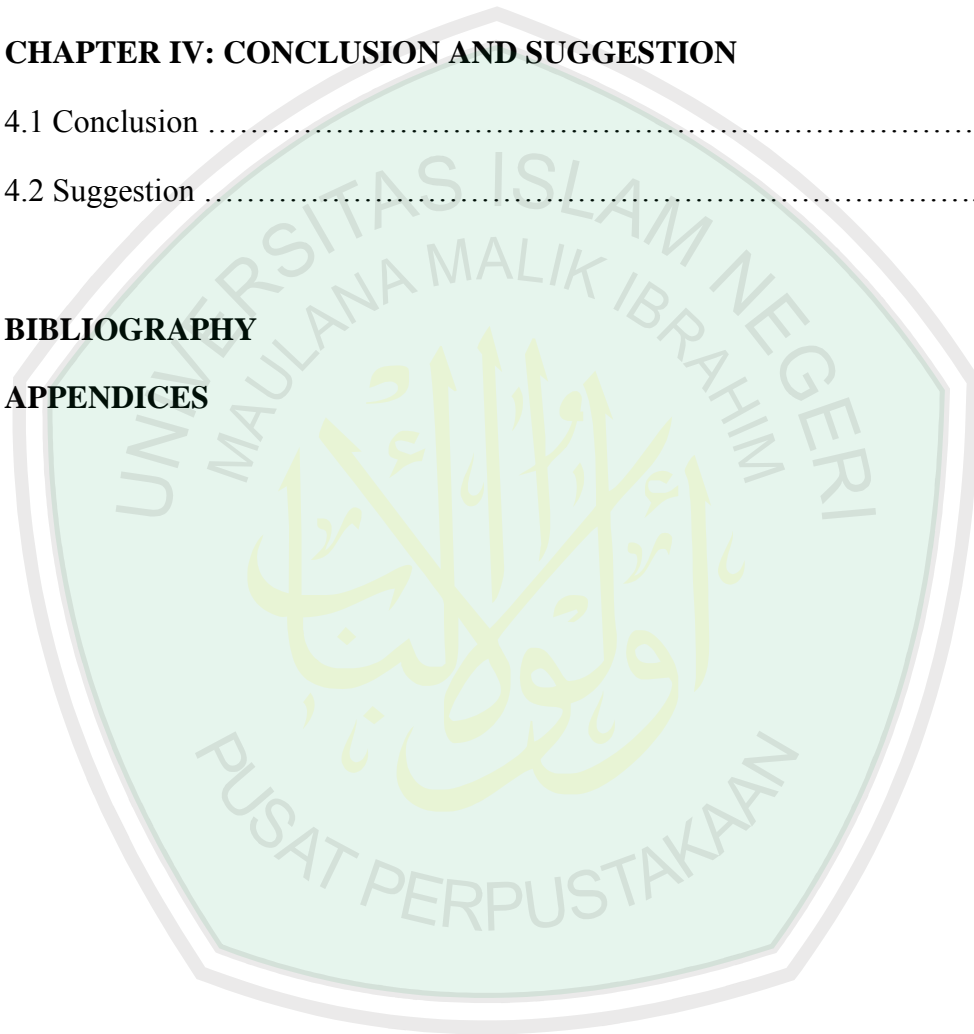 CHAPTER IV: CONCLUSION AND SUGGESTION
4.1 Conclusion ……………………………………………………………………
4.2 Suggestion ……………………………………………………………………
BIBLIOGRAPHY
APPENDICES
UNIVERSITAS ISLAM NEGERI
MAULANA MALIK IBRAHIM
PUSAT PERPUSTAKAAN